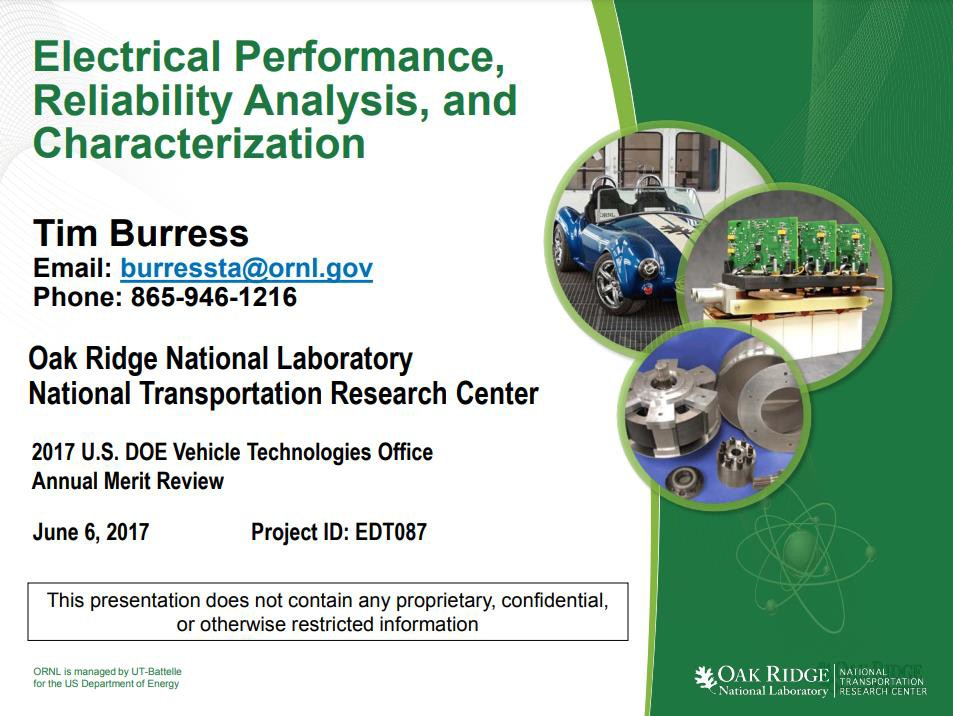 Electrical Performance,
Reliability Analysis, and
Characterization
Tim Burress
Email: burressta@ornl.gov
Phone: 865-946-1216
Oak Ridge National Laboratory
National Transportation Research Center
2017 U.S. DOE Vehicle Technologies Office
Annual Merit Review
June 6, 2017 Project ID: EDT087
This presentation does not contain any proprietary, confidential,
or otherwise restricted information
ORNL is managed by UT-Battelle
for the US Department of Energy
ORNL
OAK RIDGE
National Laboratory
NATIONAL
TRANSPORTATION
RESEARCH CENTER